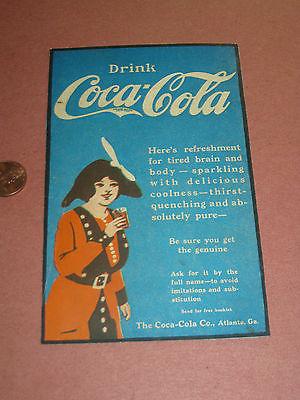 Drink
Coca-Cola
Here's refreshment
for tired brain and
body — sparkling
with delicious
coolness—thirst-
quenching and ab-
solutely pure—
Be sure you get
the genuine
Ask for it by the
full name—to avoid
imitations and sub-
stitution
Send for free booklet
The Coca-Cola Co., Atlanta, Ga.